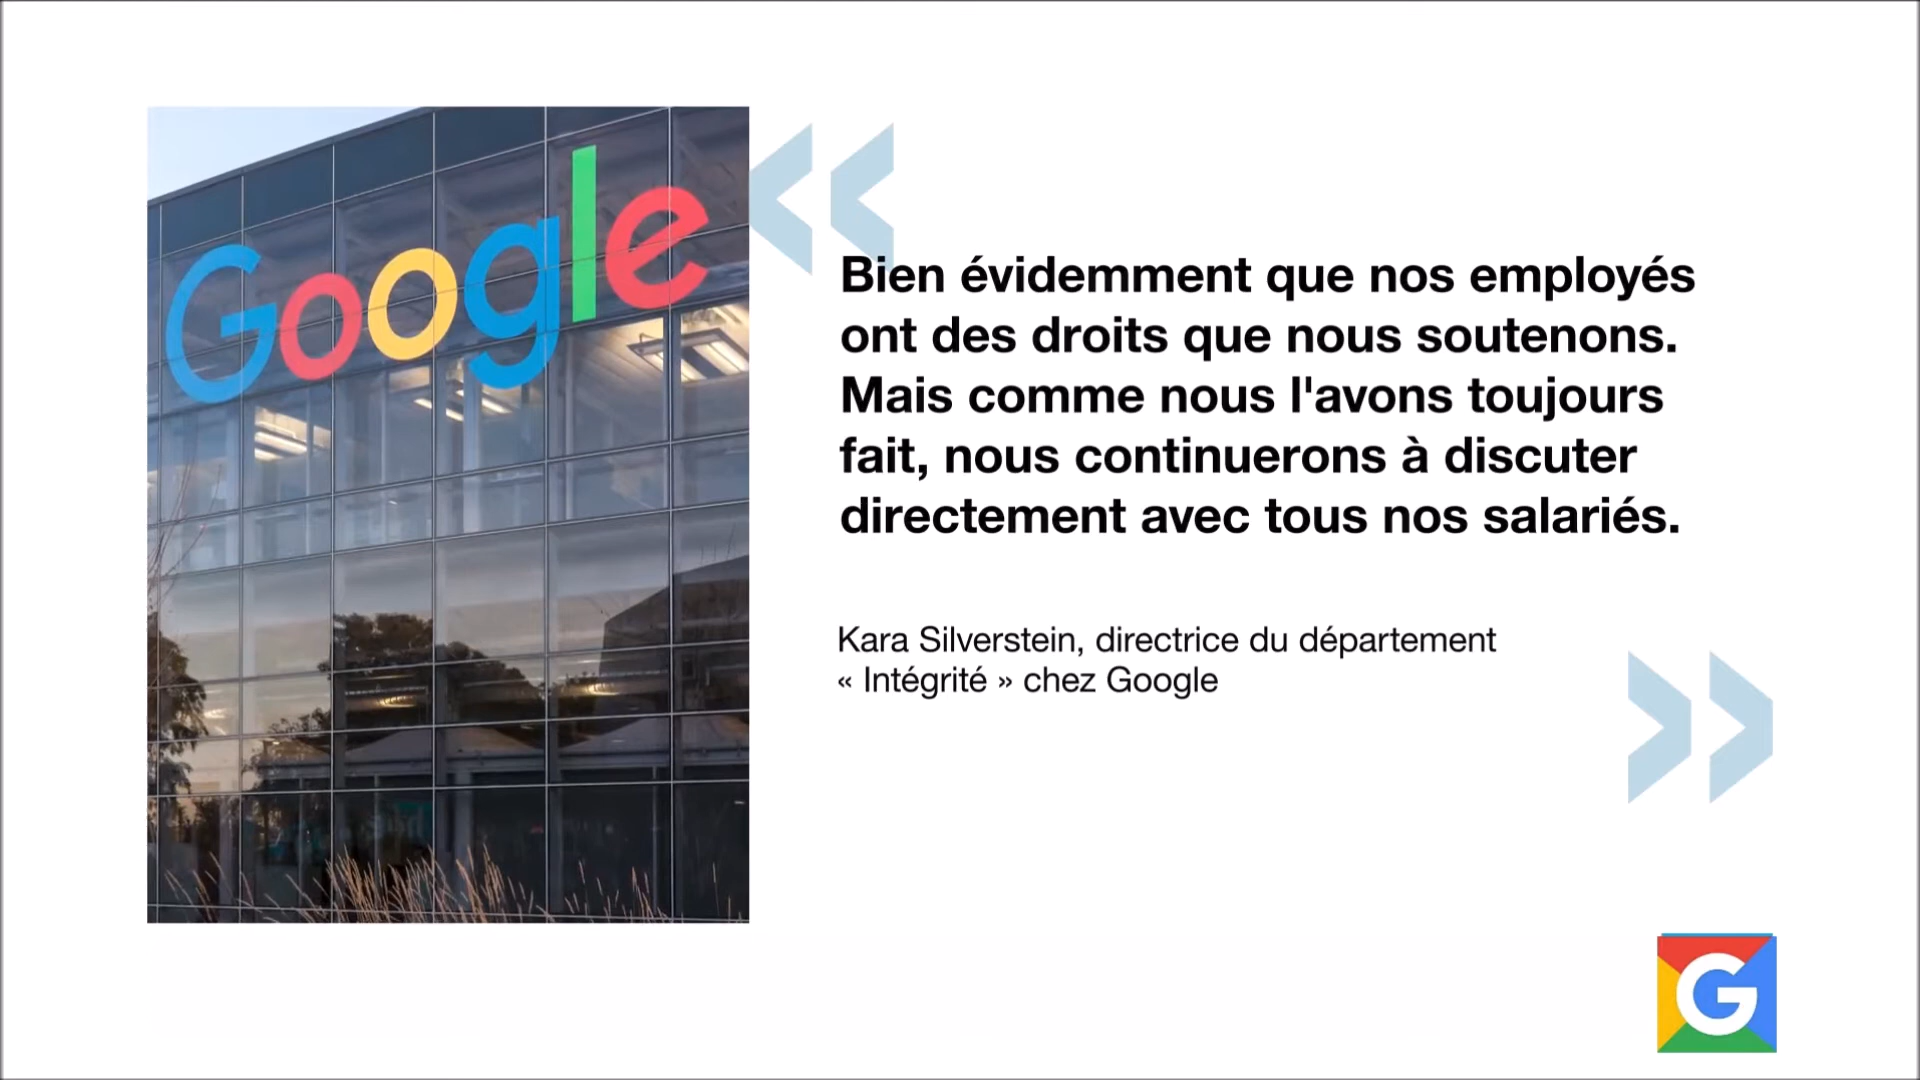 Google
Bien évidemment que nos employés
ont des droits que nous soutenons.
Mais comme nous l'avons toujours
fait, nous continuerons à discuter
directement avec tous nos salariés.
Kara Silverstein, directrice du département
« Intégrité » chez Google
G